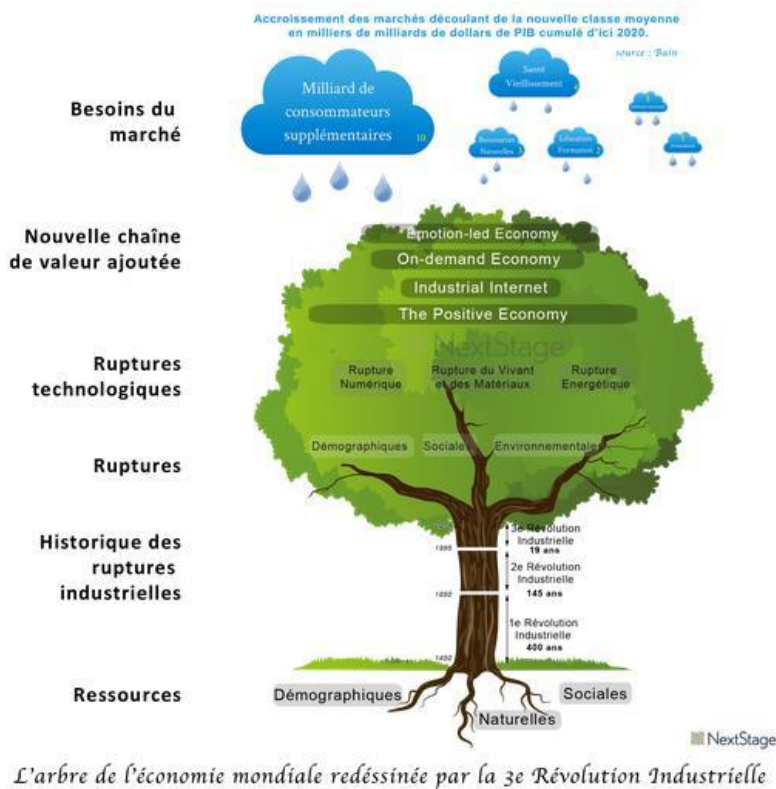 Accroissement des marchés découlant de la nouvelle classe moyenne
en milliers de milliards de dollars de PIB cumulé d'ici 2020.
source : Bain
Besoins du
marché
Milliard de
consommateurs
supplémentaires
10
Santé
Vieillissement
Ressources
Naturelles 3
Education
Formation 2
1
Nouvelle chaîne
de valeur ajoutée
Emotion-led Economy
On-demand Economy
Industrial Internet
The Positive Economy
NextStage
Ruptures
technologiques
Rupture
Numérique
Rupture du Vivant
et des Matériaux
Rupture
Energétique
Ruptures
Démographiques
Sociales
Environnementales
Historique des
ruptures
industrielles
1995
3e Révolution
Industrielle
19 ans
2e Révolution
Industrielle
145 ans
1e Révolution
Industrielle
400 ans
1450
Ressources
Démographiques
Naturelles
Sociales
NextStage
L'arbre de l'économie mondiale redéssinée par la 3e Révolution Industrielle